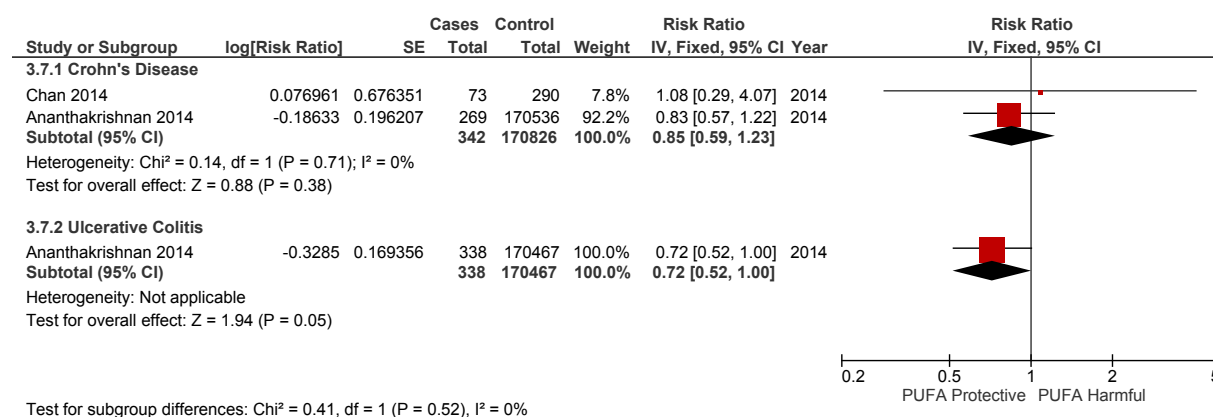 Cases Control Risk Ratio Risk Ratio
Study or Subgroup log[Risk Ratio] SE Total Total Weight IV, Fixed, 95% CI Year IV, Fixed, 95% CI
3.7.1 Crohn's Disease
Chan 2014 0.076961 0.676351 73 290 7.8% 1.08 [0.29, 4.07] 2014
Ananthakrishnan 2014 -0.18633 0.196207 269 170536 92.2% 0.83 [0.57, 1.22] 2014
Subtotal (95% CI) 342 170826 100.0% 0.85 [0.59, 1.23]
Heterogeneity: Chi² = 0.14, df = 1 (P = 0.71); I² = 0%
Test for overall effect: Z = 0.88 (P = 0.38)
3.7.2 Ulcerative Colitis
Ananthakrishnan 2014 -0.3285 0.169356 338 170467 100.0% 0.72 [0.52, 1.00] 2014
Subtotal (95% CI) 338 170467 100.0% 0.72 [0.52, 1.00]
Heterogeneity: Not applicable
Test for overall effect: Z = 1.94 (P = 0.05)
0.2 0.5 1 2 5
PUFA Protective PUFA Harmful
Test for subgroup differences: Chi² = 0.41, df = 1 (P = 0.52), I² = 0%